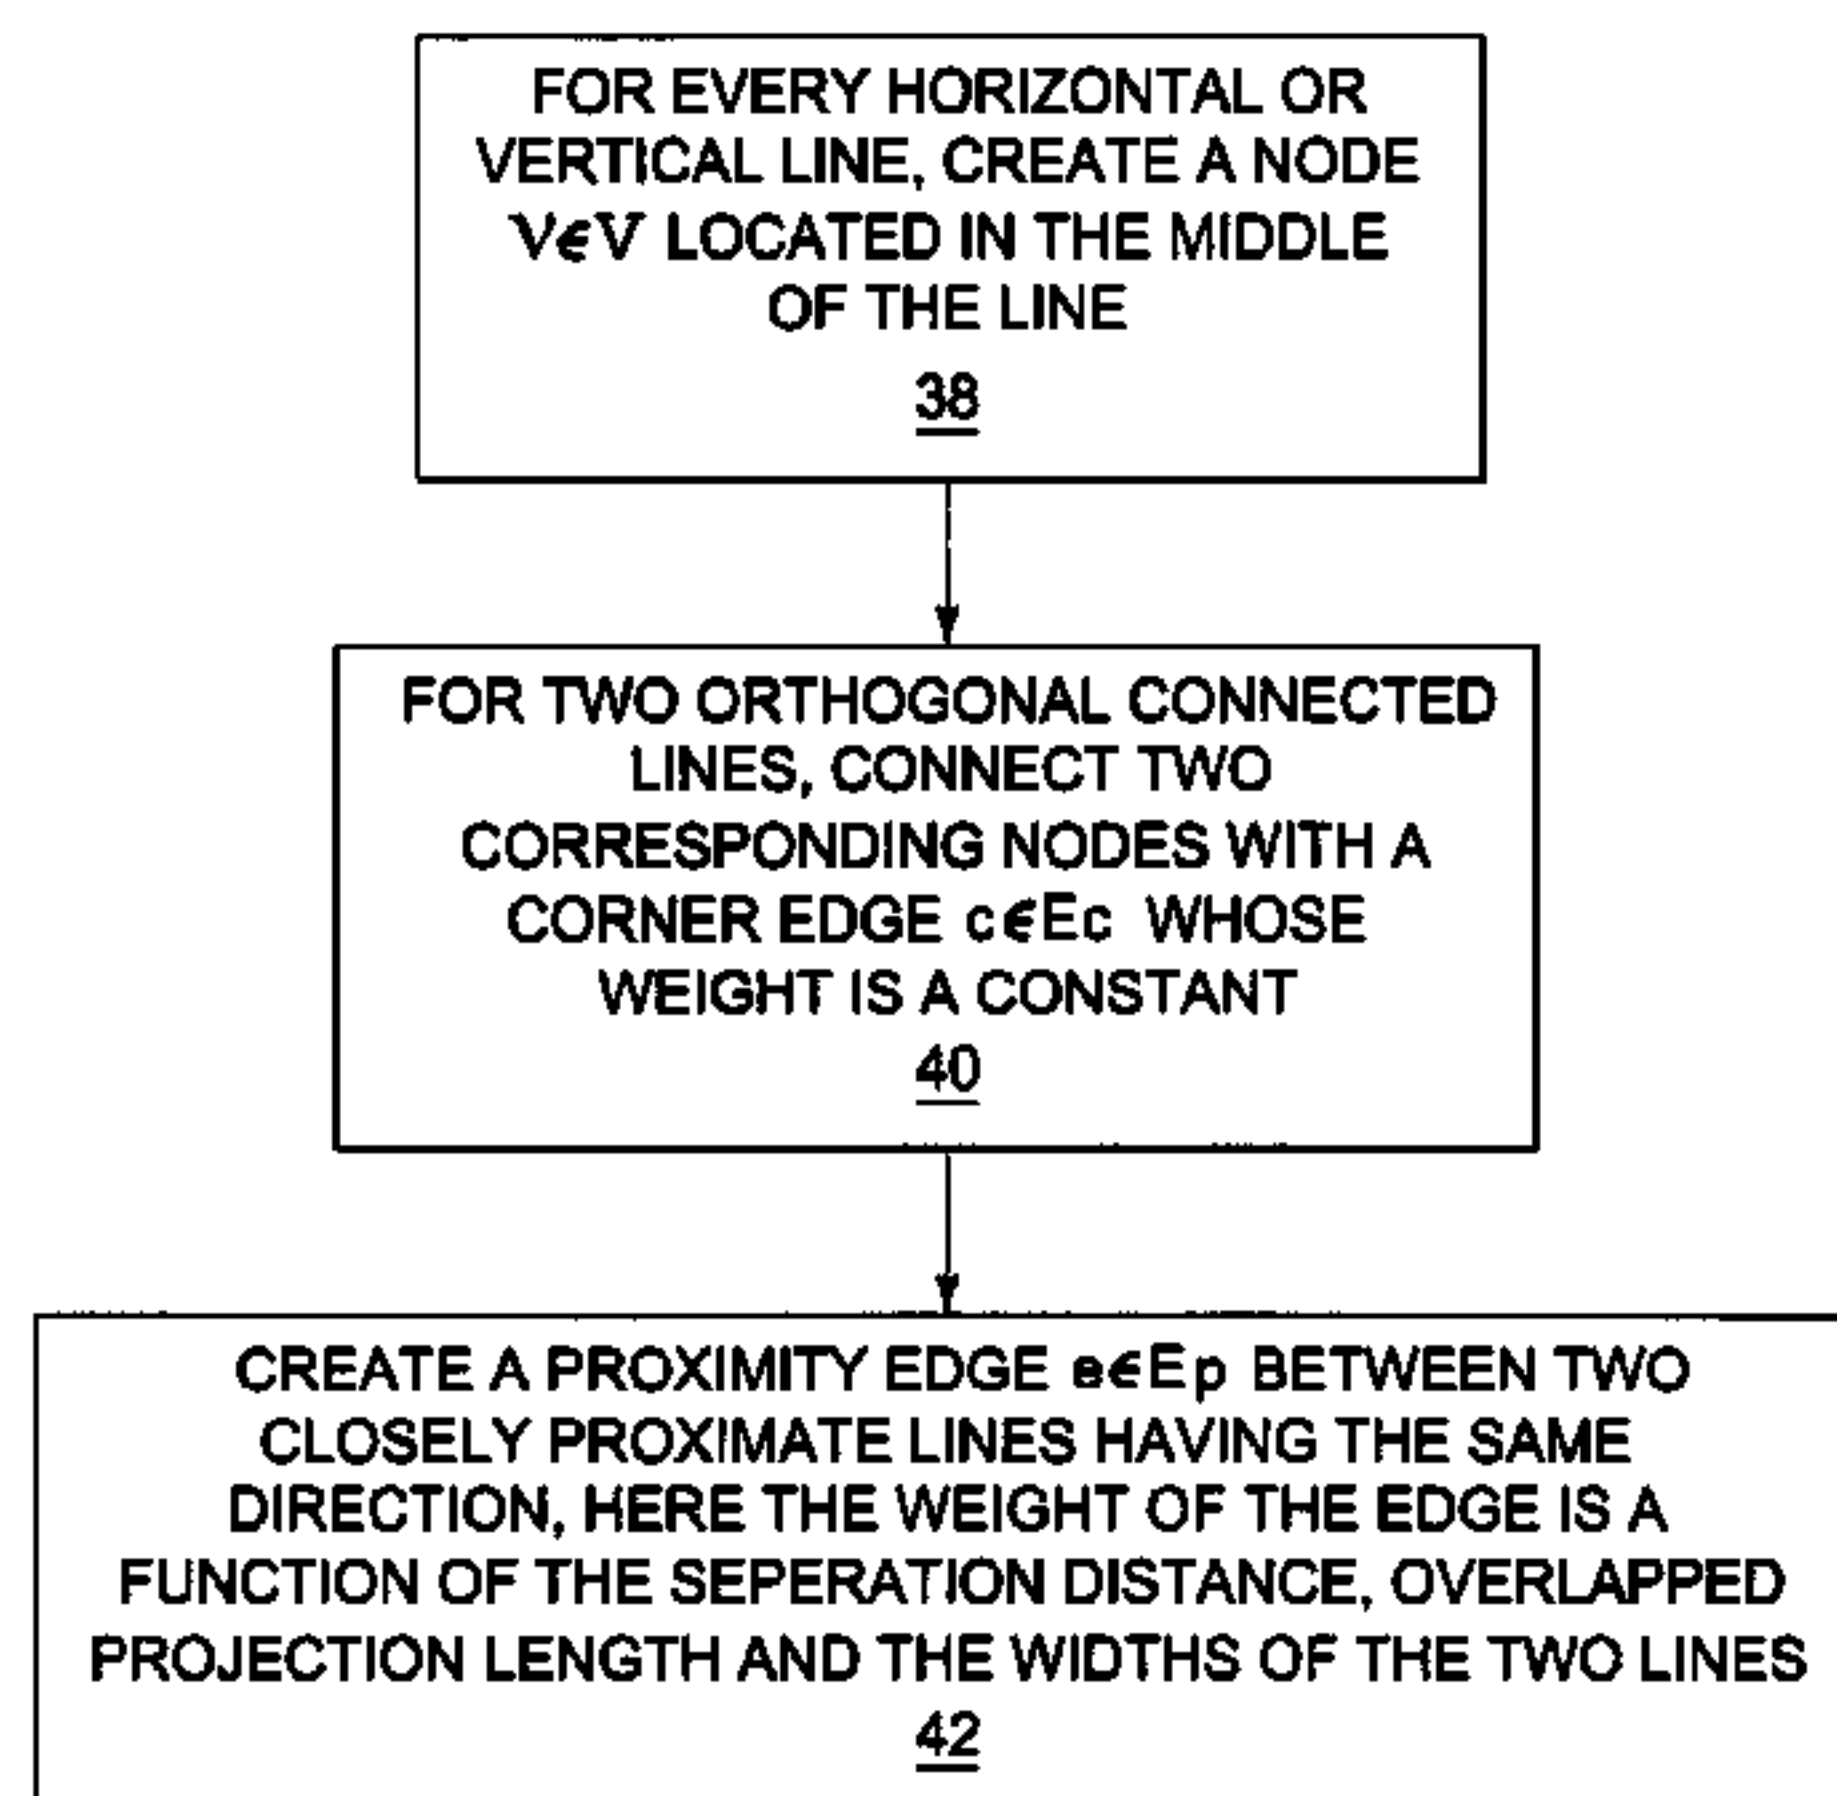 FOR EVERY HORIZONTAL OR
VERTICAL LINE, CREATE A NODE
VϵV LOCATED IN THE MIDDLE
OF THE LINE
38
FOR TWO ORTHOGONAL CONNECTED
LINES, CONNECT TWO
CORRESPONDING NODES WITH A
CORNER EDGE cϵEc WHOSE
WEIGHT IS A CONSTANT
40
CREATE A PROXIMITY EDGE eϵEp BETWEEN TWO
CLOSELY PROXIMATE LINES HAVING THE SAME
DIRECTION, HERE THE WEIGHT OF THE EDGE IS A
FUNCTION OF THE SEPERATION DISTANCE, OVERLAPPED
PROJECTION LENGTH AND THE WIDTHS OF THE TWO LINES
42